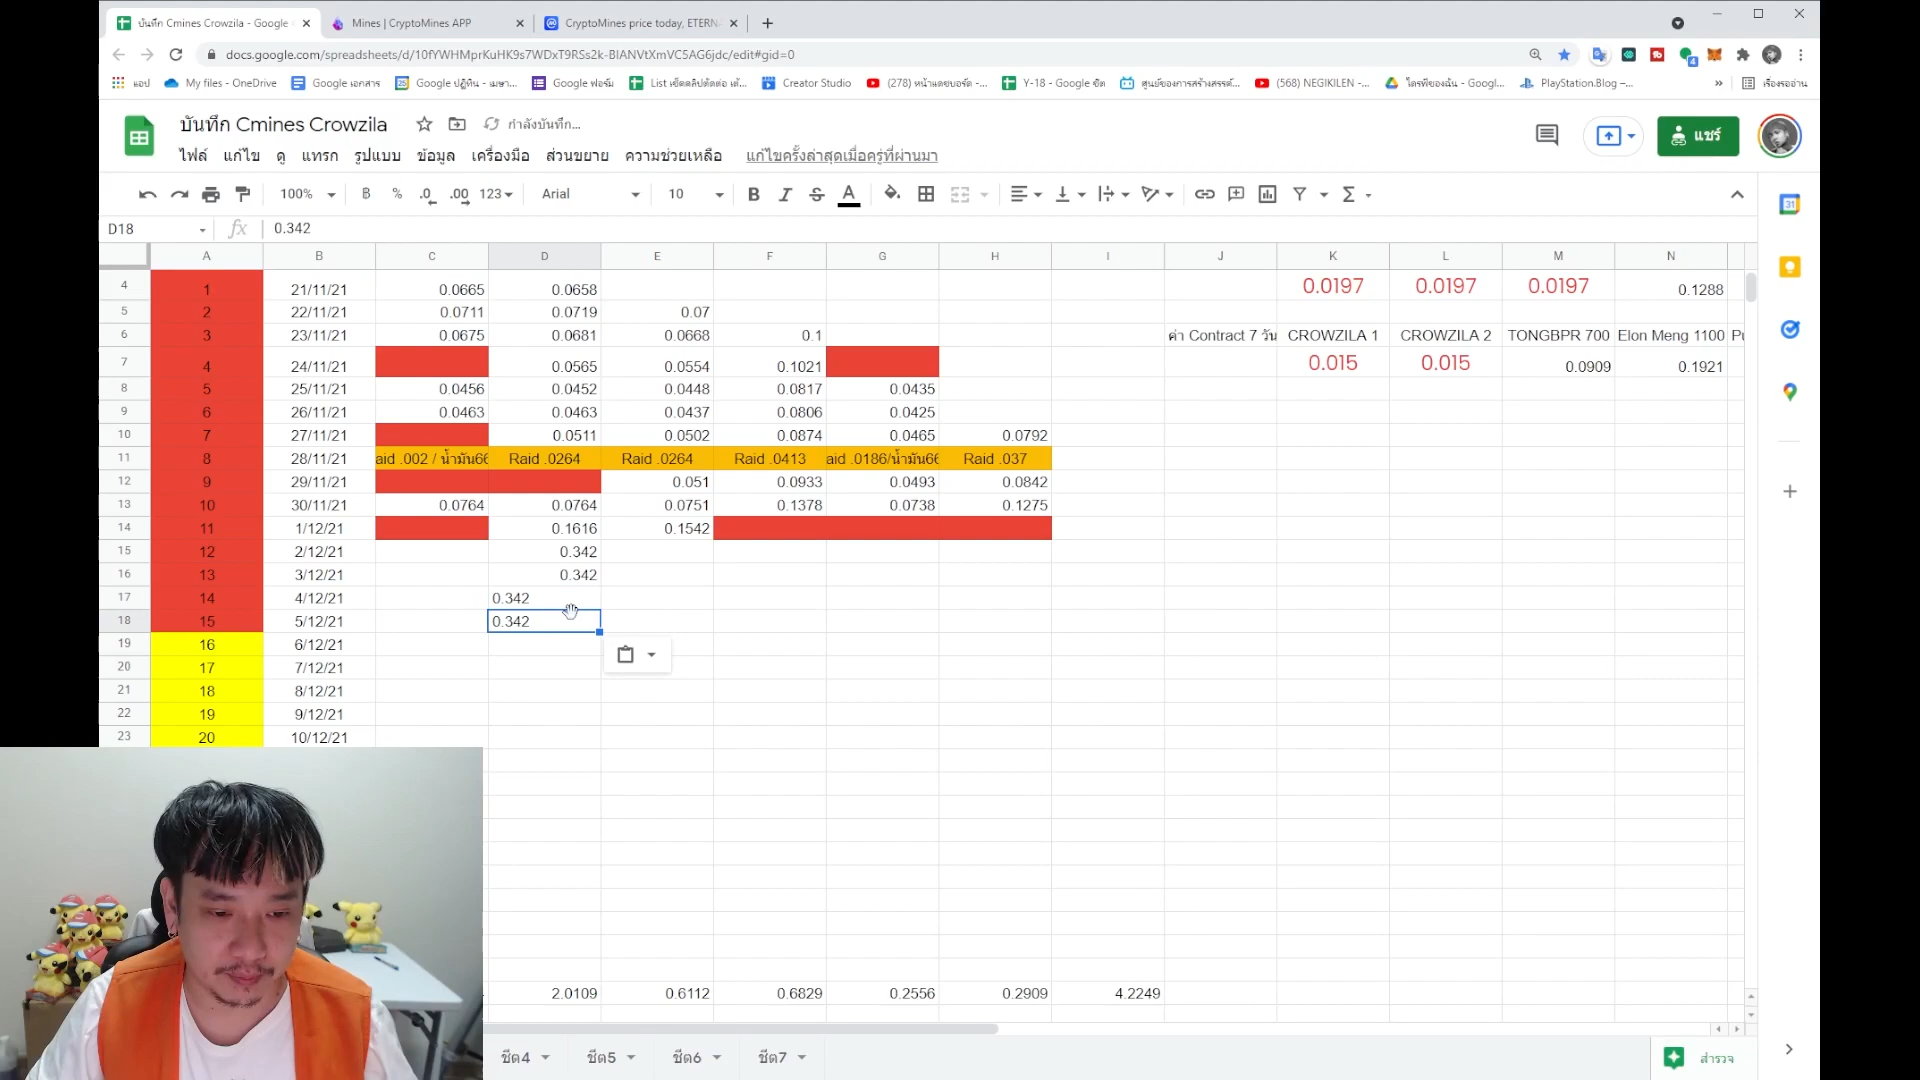 บันทึก Cmines Crowzila - Google
Mines | CryptoMines APP
CryptoMines price today, ETERN
docs.google.com/spreadsheets/d/10fYWHMprKuHK9s7WDxT9RSs2k-BIANVtXmVC5AG6jdc/edit#gid=0
แอป
My files - OneDrive
Google เอกสาร
Google ปฏิทิน - เมษา...
Google ฟอร์ม
Creator Studio
(278) หน้าแดชบอร์ด -...
Y-18 - Google ชีต
ศูนย์ของการสร้างสรรค์...
(568) NEGIKILEN -...
ไดรฟ์ของฉัน - Googl...
PlayStation.Blog –...
»
เรื่องรออ่าน
บันทึก Cmines Crowzila
กำลังบันทึก...
แชร์
ไฟล์ แก้ไข ดู แทรก รูปแบบ ข้อมูล เครื่องมือ ส่วนขยาย ความช่วยเหลือ แก้ไขครั้งล่าสุดเมื่อครู่ที่ผ่านมา
100% ฿ % .0 .00 123 Arial 10 B I S A Σ
D18 fx 0.342
A B C D E F G H I J K L M N
4 1 21/11/21 0.0665 0.0658 0.0197 0.0197 0.0197 0.1288
5 2 22/11/21 0.0711 0.0719 0.07
6 3 23/11/21 0.0675 0.0681 0.0668 0.1 ค่า Contract 7 วัน CROWZILA 1 CROWZILA 2 TONGBPR 700 Elon Meng 1100
7 4 24/11/21 0.0565 0.0554 0.1021 0.015 0.015 0.0909 0.1921
8 5 25/11/21 0.0456 0.0452 0.0448 0.0817 0.0435
9 6 26/11/21 0.0463 0.0463 0.0437 0.0806 0.0425
10 7 27/11/21 0.0511 0.0502 0.0874 0.0465 0.0792
11 8 28/11/21 aid .002 / น้ำมัน66 Raid .0264 Raid .0264 Raid .0413 aid .0186/น้ำมัน66 Raid .037
12 9 29/11/21 0.051 0.0933 0.0493 0.0842
13 10 30/11/21 0.0764 0.0764 0.0751 0.1378 0.0738 0.1275
14 11 1/12/21 0.1616 0.1542
15 12 2/12/21 0.342
16 13 3/12/21 0.342
17 14 4/12/21 0.342
18 15 5/12/21 0.342
19 16 6/12/21
20 17 7/12/21
21 18 8/12/21
22 19 9/12/21
23 20 10/12/21
2.0109 0.6112 0.6829 0.2556 0.2909 4.2249
ชีต4 ชีต5 ชีต6 ชีต7
สำรวจ